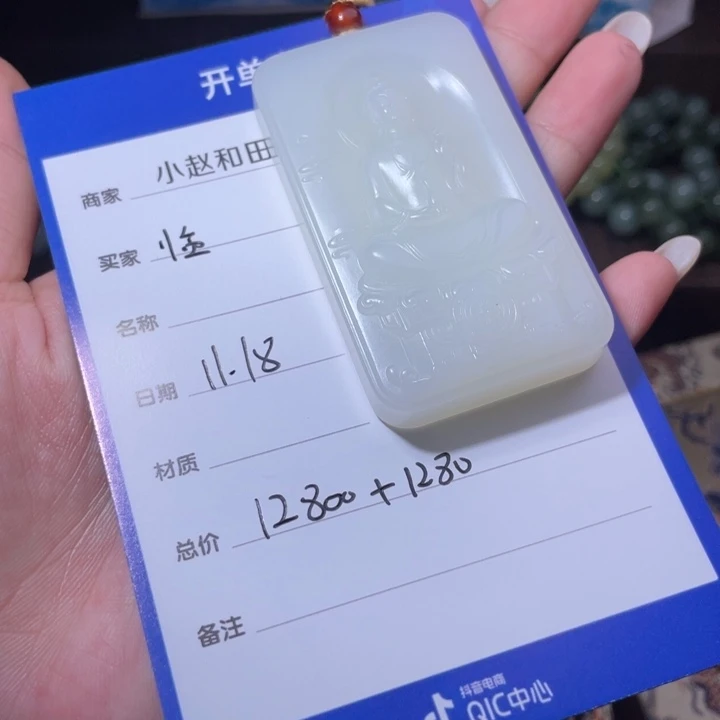 开单
商家 小赵和田
买家 恒
名称
日期 11.18
材质
总价 12800+1280
备注
抖音电商
QIC中心